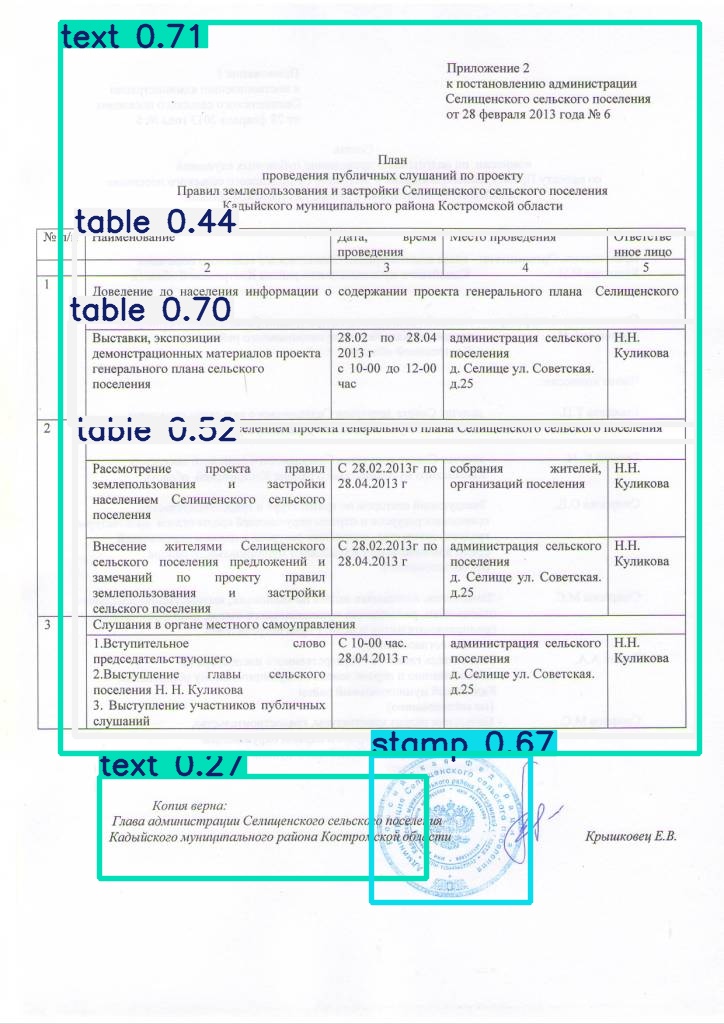 text 0.71
Приложение 2
к постановлению администрации
Селищенского сельского поселения
от 28 февраля 2013 года № 6
План
проведения публичных слушаний по проекту
Правил землепользования и застройки Селищенского сельского поселения
Кадыйского муниципального района Костромской области
table 0.44
№ п/ Наименование Дата, время Место проведения Ответстве
проведения нное лицо
2 3 4 5
1 Доведение до населения информации о содержании проекта генерального плана Селищенского
table 0.70
Выставки, экспозиции 28.02 по 28.04 администрация сельского Н.Н.
демонстрационных материалов проекта 2013 г поселения Куликова
генерального плана сельского с 10-00 до 12-00 д. Селище ул. Советская.
поселения час д.25
2 table 0.52 селением проекта генерального плана Селищенского сельского поселения
Рассмотрение проекта правил С 28.02.2013г по собрания жителей, Н.Н.
землепользования и застройки 28.04.2013 г организаций поселения Куликова
населением Селищенского сельского
поселения
Внесение жителями Селищенского С 28.02.2013г по администрация сельского Н.Н.
сельского поселения предложений и 28.04.2013 г поселения Куликова
замечаний по проекту правил д. Селище ул. Советская.
землепользования и застройки д.25
сельского поселения
3 Слушания в органе местного самоуправления
1.Вступительное слово С 10-00 час. администрация сельского Н.Н.
председательствующего 28.04.2013 г поселения Куликова
2.Выступление главы сельского д. Селище ул. Советская.
поселения Н. Н. Куликова д.25
3. Выступление участников публичных
слушаний
stamp 0.67
text 0.27
Копия верна:
Глава администрации Селищенского сельского поселения
Кадыйского муниципального района Костромской области Крышковец Е.В.